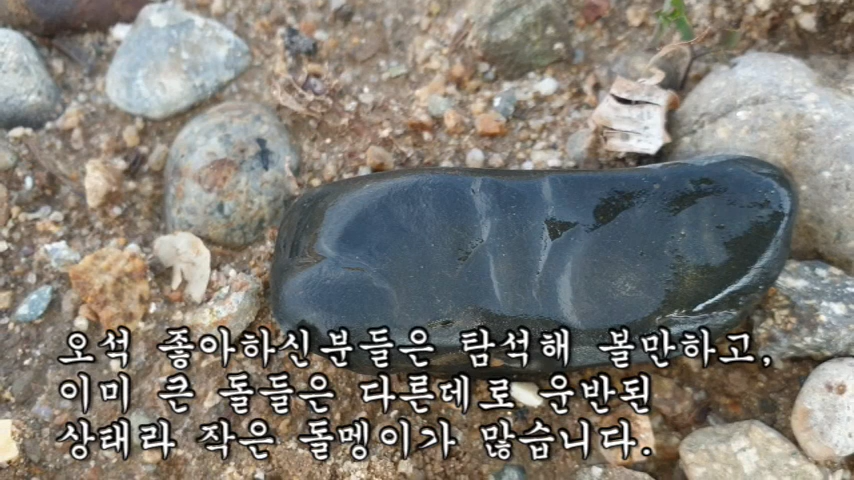 오석 좋아하신분들은 탐석해 볼만하고,
이미 큰 돌들은 다른데로 운반된
상태라 작은 돌멩이가 많습니다.